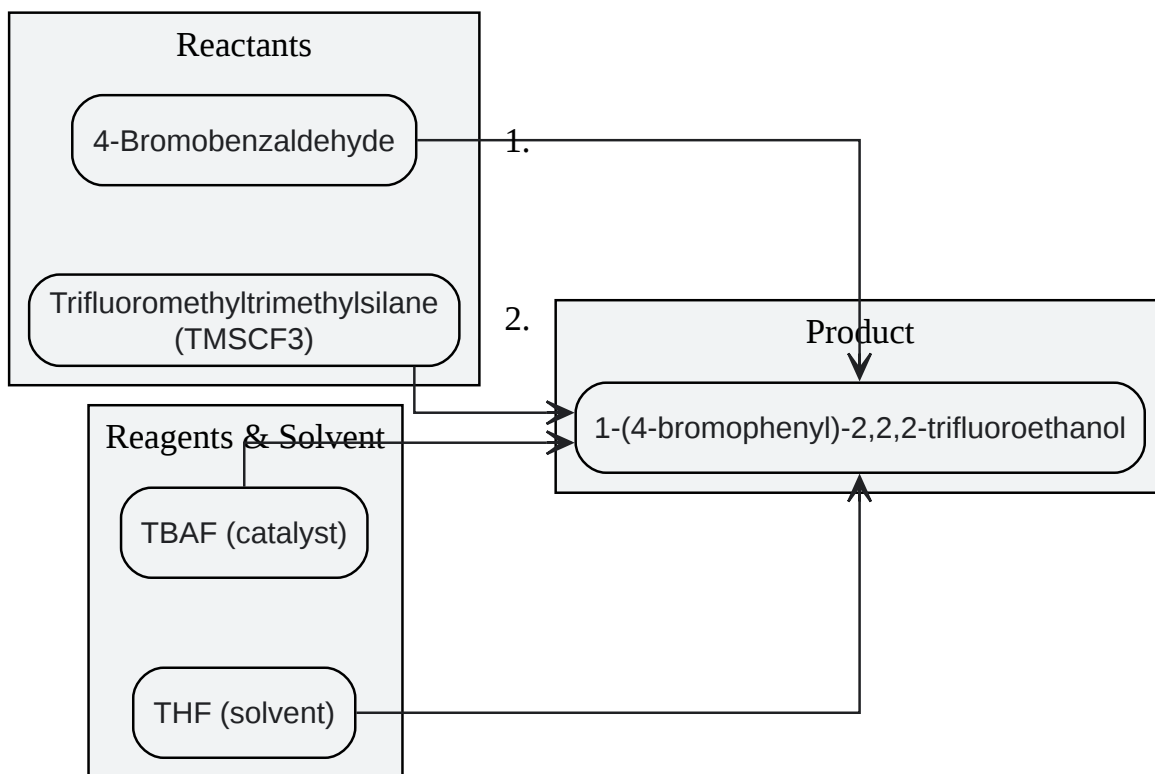 Reactants
4-Bromobenzaldehyde
1.
Trifluoromethyltrimethylsilane
(TMSCF3)
2.
Product
1-(4-bromophenyl)-2,2,2-trifluoroethanol
Reagents & Solvent
TBAF (catalyst)
THF (solvent)